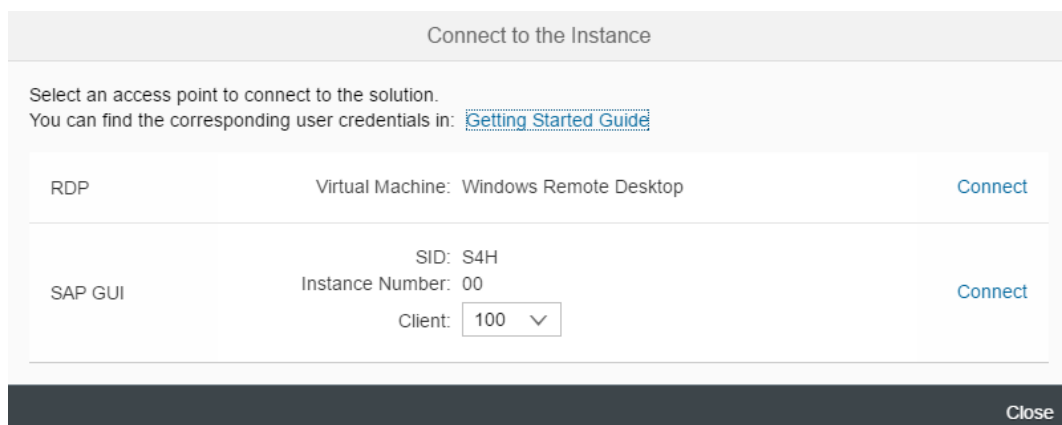 Connect to the Instance
Select an access point to connect to the solution.
You can find the corresponding user credentials in: Getting Started Guide
RDP Virtual Machine: Windows Remote Desktop Connect
SID: S4H
Instance Number: 00
SAP GUI Connect
Client: 100
Close